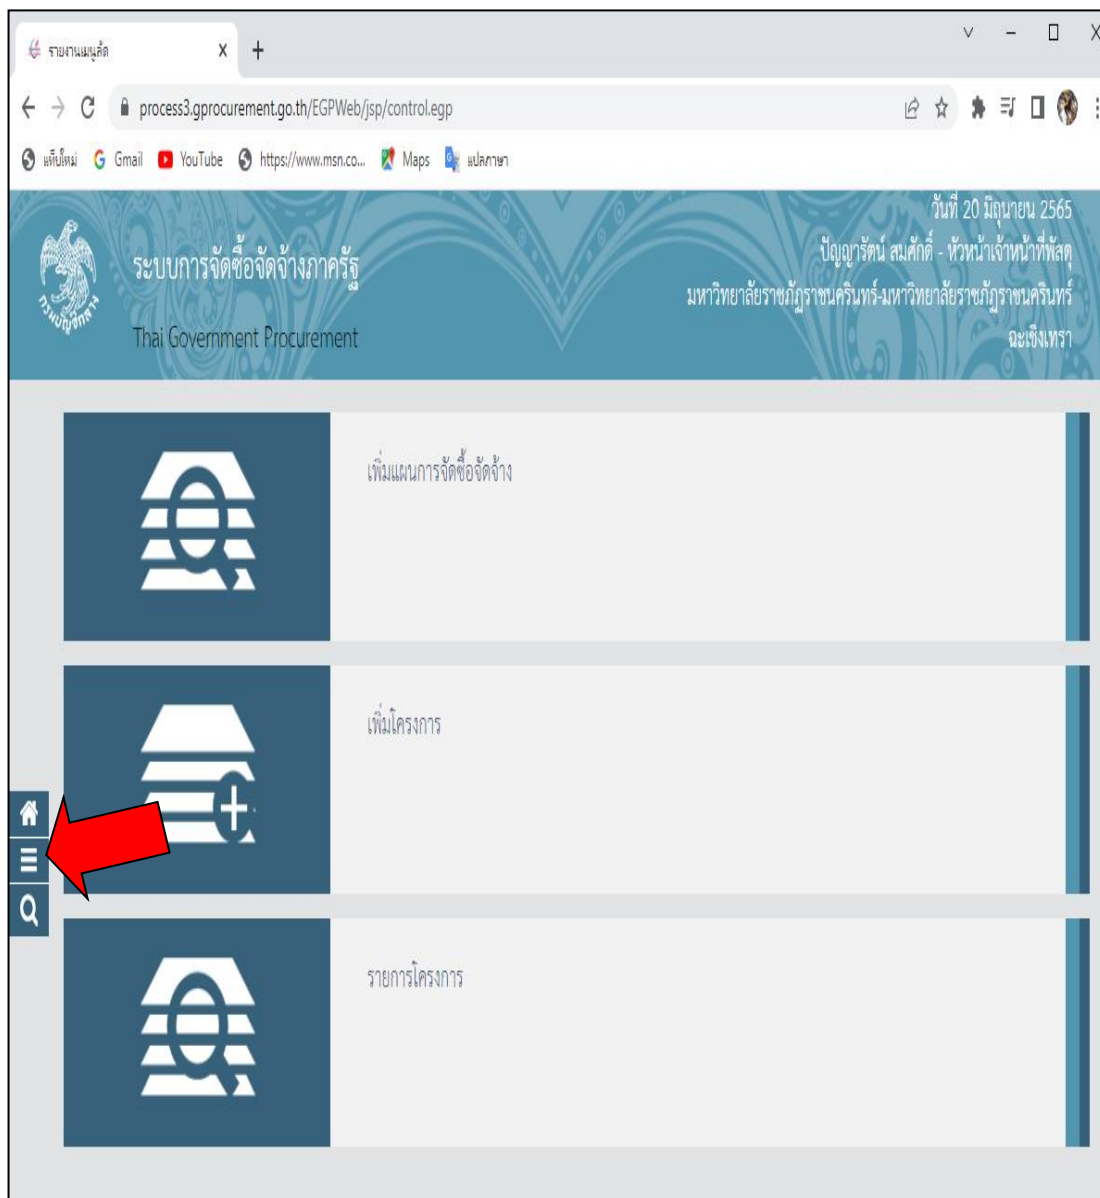 รายงานเมนูลัด
process3.gprocurement.go.th/EGPWeb/jsp/control.egp
แท็บใหม่ Gmail YouTube https://www.msn.co... Maps แปลภาษา
วันที่ 20 มิถุนายน 2565
ปัญญารัตน์ สมศักดิ์ - หัวหน้าเจ้าหน้าที่พัสดุ
มหาวิทยาลัยราชภัฏราชนครินทร์-มหาวิทยาลัยราชภัฏราชนครินทร์
ฉะเชิงเทรา
กรมบัญชีกลาง
ระบบการจัดซื้อจัดจ้างภาครัฐ
Thai Government Procurement
เพิ่มแผนการจัดซื้อจัดจ้าง
เพิ่มโครงการ
รายการโครงการ